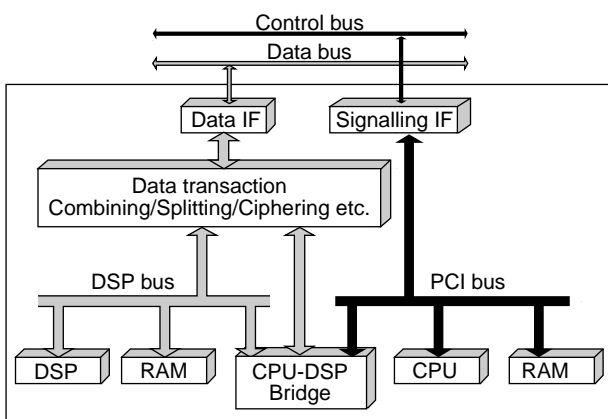 Control bus
Data bus
Data IF
Signalling IF
Data transaction
Combining/Splitting/Ciphering etc.
DSP bus
PCI bus
DSP
RAM
CPU-DSP
Bridge
CPU
RAM